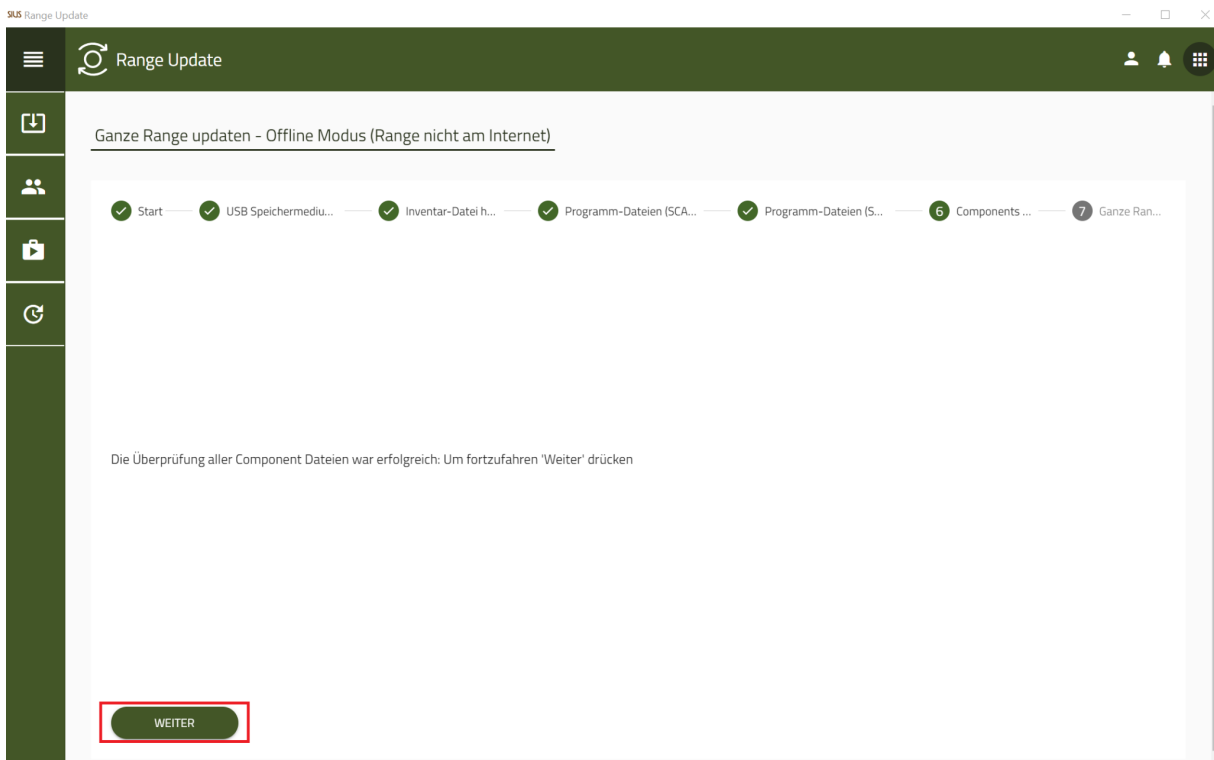 SIUS Range Update
Range Update
Ganze Range updaten - Offline Modus (Range nicht am Internet)
Start USB Speichermediu... Inventar-Datei h... Programm-Dateien (SCA... Programm-Dateien (S... 6 Components ... 7 Ganze Ran...
Die Überprüfung aller Component Dateien war erfolgreich: Um fortzufahren 'Weiter' drücken
WEITER